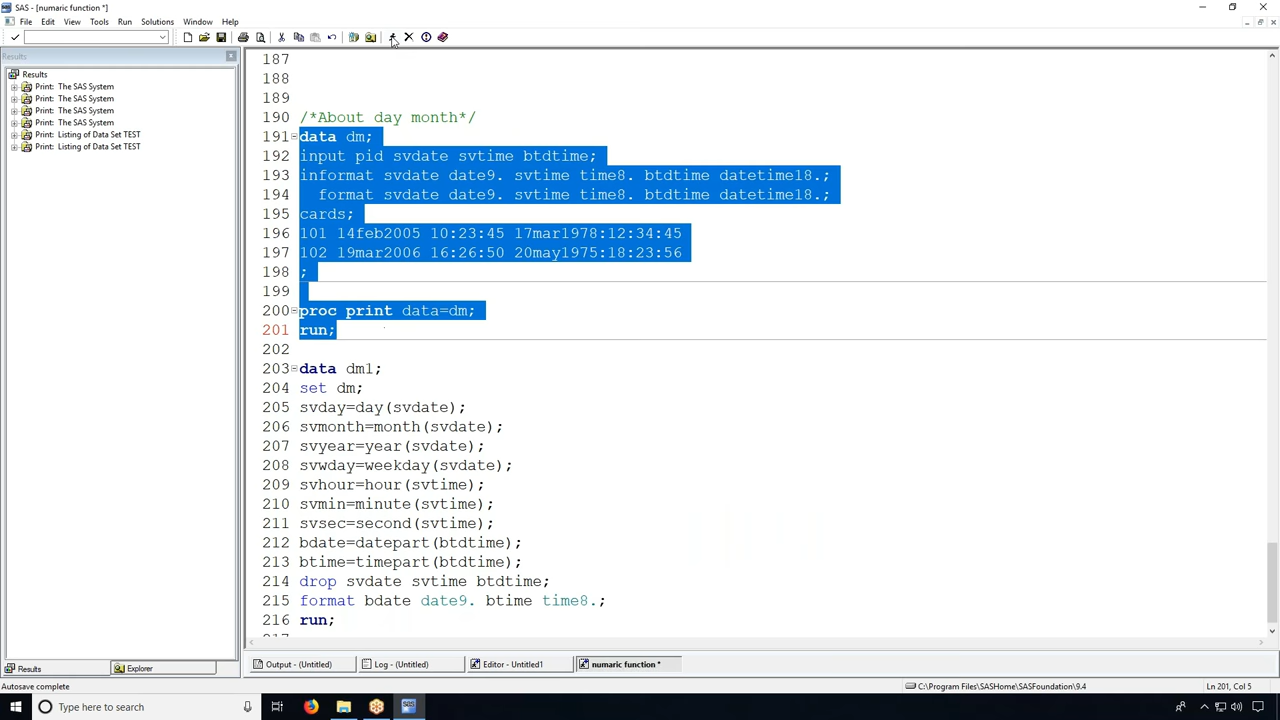 SAS - [numaric function *]
File Edit View Tools Run Solutions Window Help
Results
Results
Print: The SAS System
Print: The SAS System
Print: The SAS System
Print: The SAS System
Print: Listing of Data Set TEST
Print: Listing of Data Set TEST
187
188
189
190 /*About day month*/
191 data dm;
192 input pid svdate svtime btdtime;
193 informat svdate date9. svtime time8. btdtime datetime18.;
194 format svdate date9. svtime time8. btdtime datetime18.;
195 cards;
196 101 14feb2005 10:23:45 17mar1978:12:34:45
197 102 19mar2006 16:26:50 20may1975:18:23:56
198 ;
199
200 proc print data=dm;
201 run;
202
203 data dm1;
204 set dm;
205 svday=day(svdate);
206 svmonth=month(svdate);
207 svyear=year(svdate);
208 svwday=weekday(svdate);
209 svhour=hour(svtime);
210 svmin=minute(svtime);
211 svsec=second(svtime);
212 bdate=datepart(btdtime);
213 btime=timepart(btdtime);
214 drop svdate svtime btdtime;
215 format bdate date9. btime time8.;
216 run;
217
Results Explorer Output - (Untitled) Log - (Untitled) Editor - Untitled1 numaric function *
Autosave complete C:\Program Files\SASHome\SASFoundation\9.4 Ln 201, Col 5
Type here to search SAS ENG